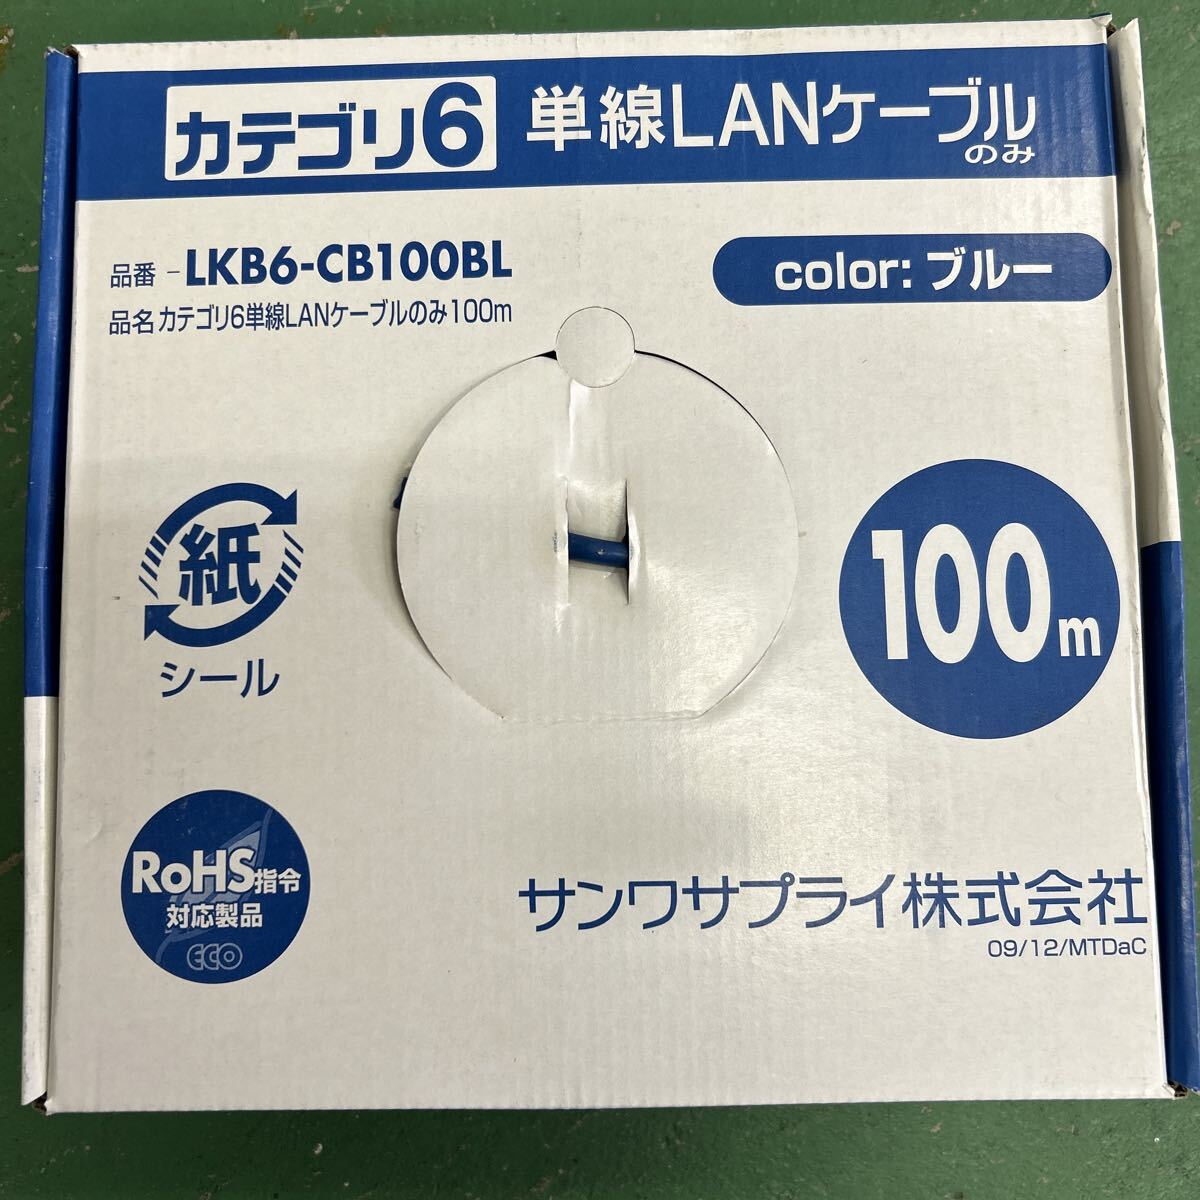 カテゴリ6 単線LANケーブルのみ
品番 - LKB6-CB100BL
品名 カテゴリ6単線LANケーブルのみ100m
color: ブルー
紙
シール
100m
RoHS指令
対応製品
ECO
サンワサプライ株式会社
09/12/MTDaC